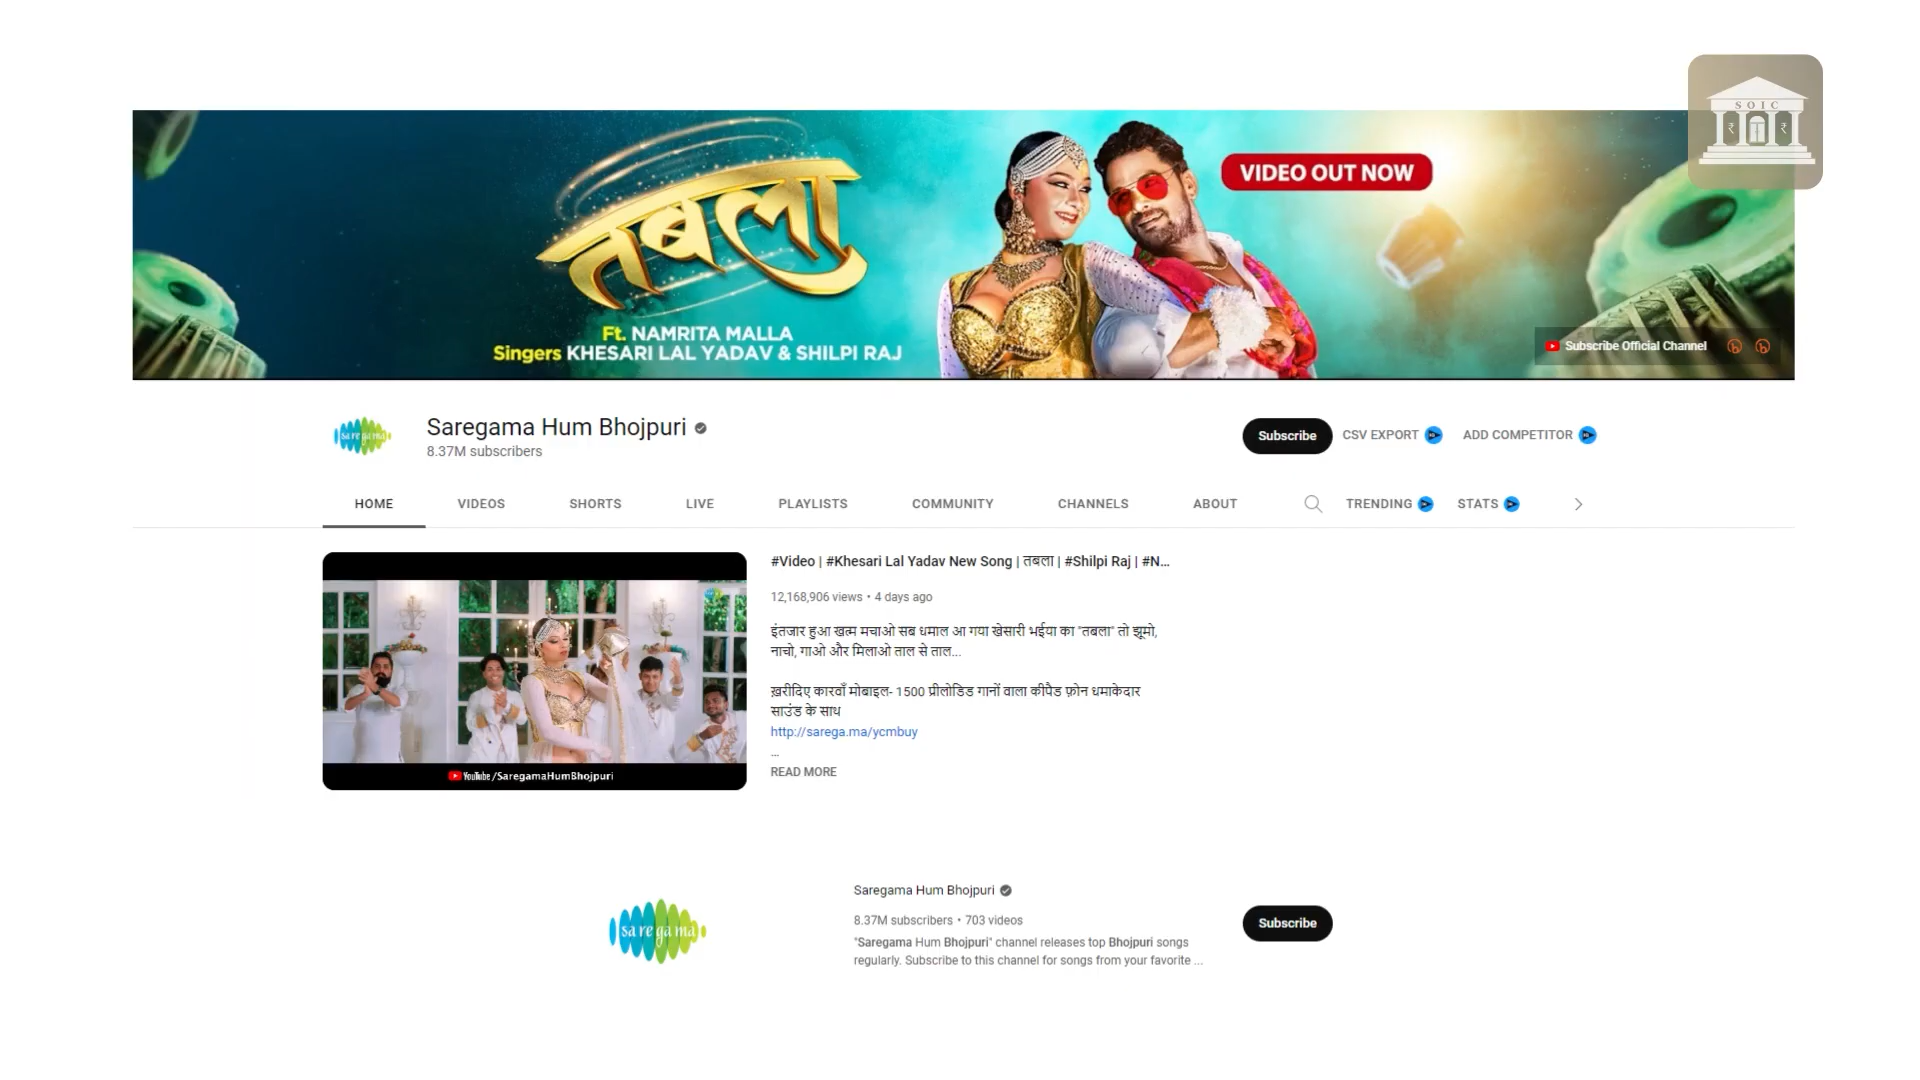 SOIC
तबला
VIDEO OUT NOW
Ft. NAMRITA MALLA
Singers KHESARI LAL YADAV & SHILPI RAJ
Subscribe Official Channel
saregama
Saregama Hum Bhojpuri
8.37M subscribers
Subscribe
CSV EXPORT
ADD COMPETITOR
HOME
VIDEOS
SHORTS
LIVE
PLAYLISTS
COMMUNITY
CHANNELS
ABOUT
TRENDING
STATS
#Video | #Khesari Lal Yadav New Song | तबला | #Shilpi Raj | #N...
12,168,906 views • 4 days ago
इंतजार हुआ खत्म मचाओ सब धमाल आ गया खेसारी भईया का "तबला" तो झूमो,
नाचो, गाओ और मिलाओ ताल से ताल...
ख़रीदिए कारवाँ मोबाइल- 1500 प्रीलोडिड गानों वाला कीपैड फ़ोन धमाकेदार
साउंड के साथ
http://sarega.ma/ycmbuy
...
READ MORE
YouTube /SaregamaHumBhojpuri
saregama
Saregama Hum Bhojpuri
8.37M subscribers • 703 videos
"Saregama Hum Bhojpuri" channel releases top Bhojpuri songs
regularly. Subscribe to this channel for songs from your favorite ...
Subscribe